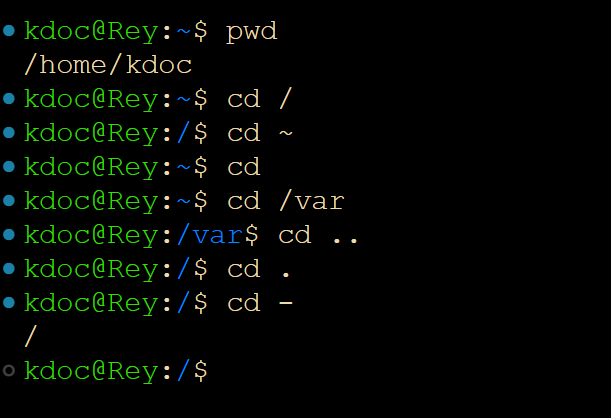 kdoc@Rey:~$ pwd
/home/kdoc
kdoc@Rey:~$ cd /
kdoc@Rey:/$ cd ~
kdoc@Rey:~$ cd
kdoc@Rey:~$ cd /var
kdoc@Rey:/var$ cd ..
kdoc@Rey:/$ cd .
kdoc@Rey:/$ cd -
/
kdoc@Rey:/$